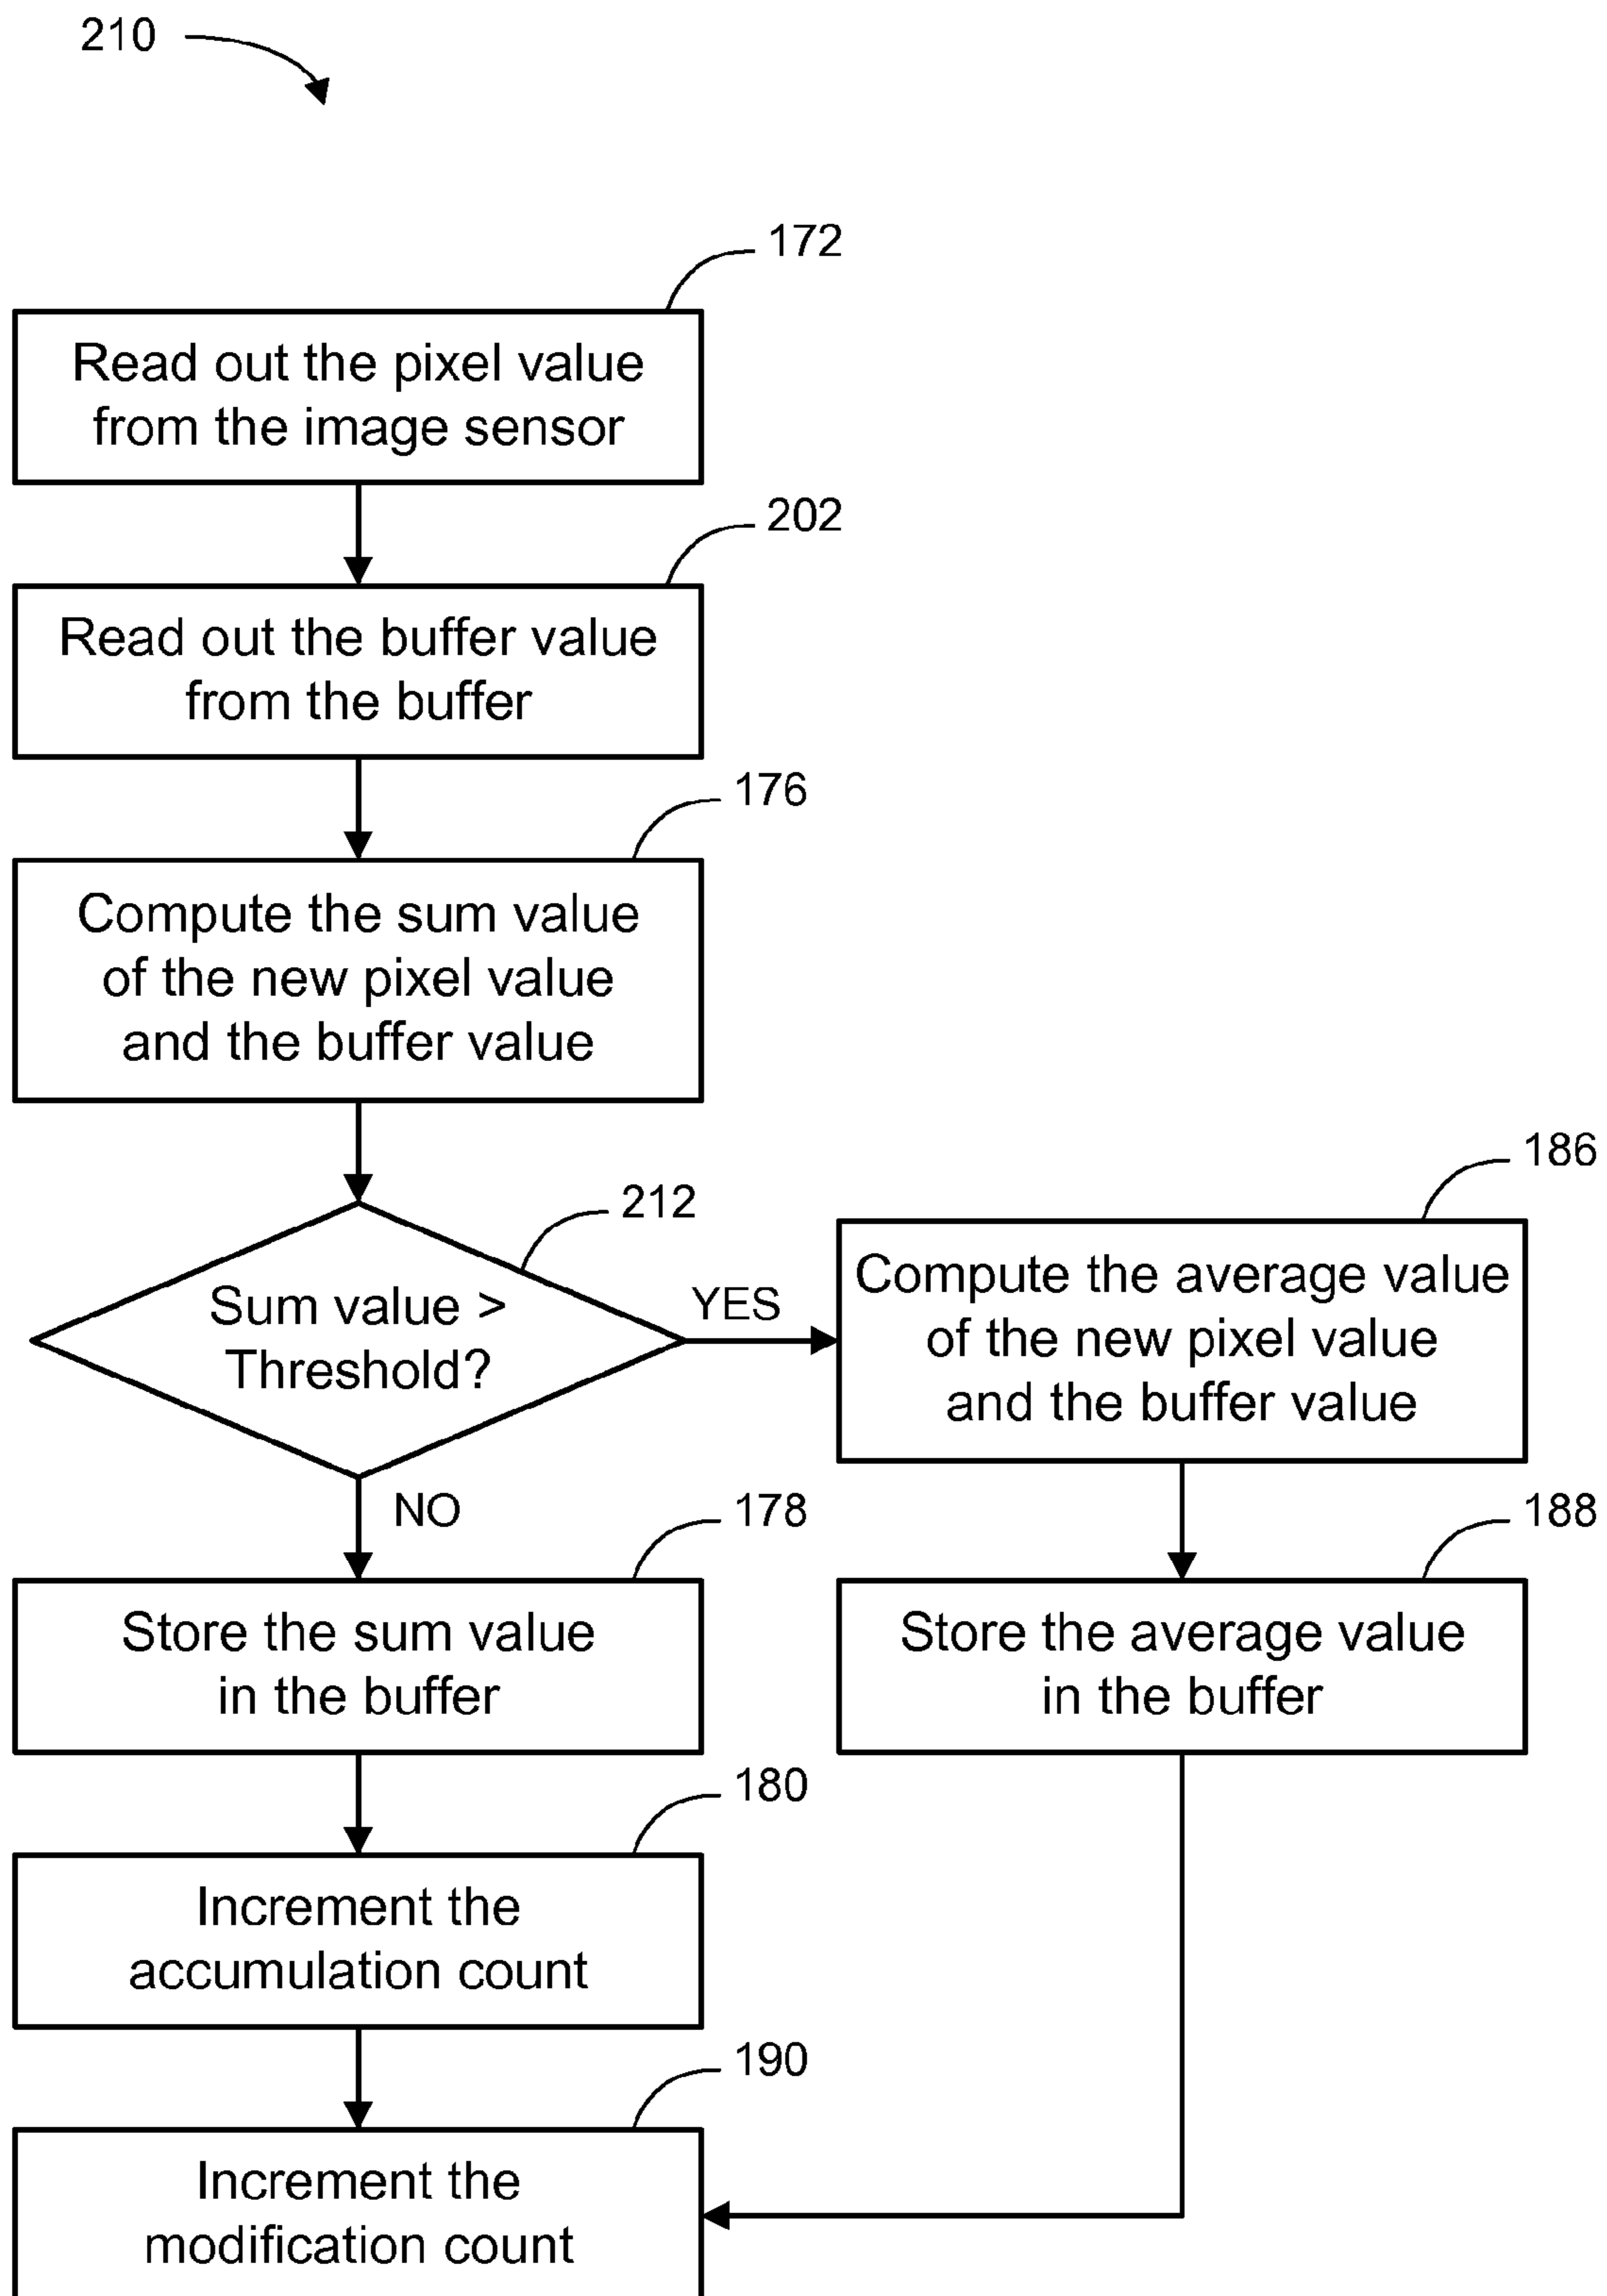 210
172
Read out the pixel value
from the image sensor
202
Read out the buffer value
from the buffer
176
Compute the sum value
of the new pixel value
and the buffer value
212
Sum value >
Threshold?
YES
NO
186
Compute the average value
of the new pixel value
and the buffer value
178
Store the sum value
in the buffer
188
Store the average value
in the buffer
180
Increment the
accumulation count
190
Increment the
modification count